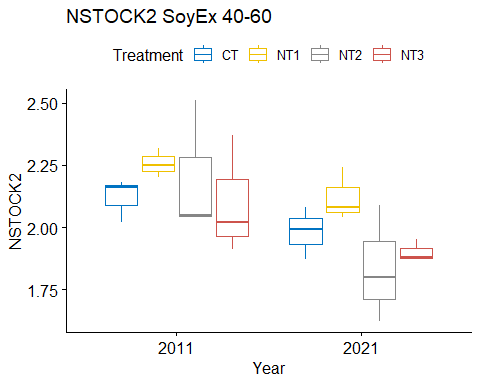 NSTOCK2 SoyEx 40-60
Treatment CT NT1 NT2 NT3
2.50
2.25
2.00
1.75
NSTOCK2
2011 2021
Year